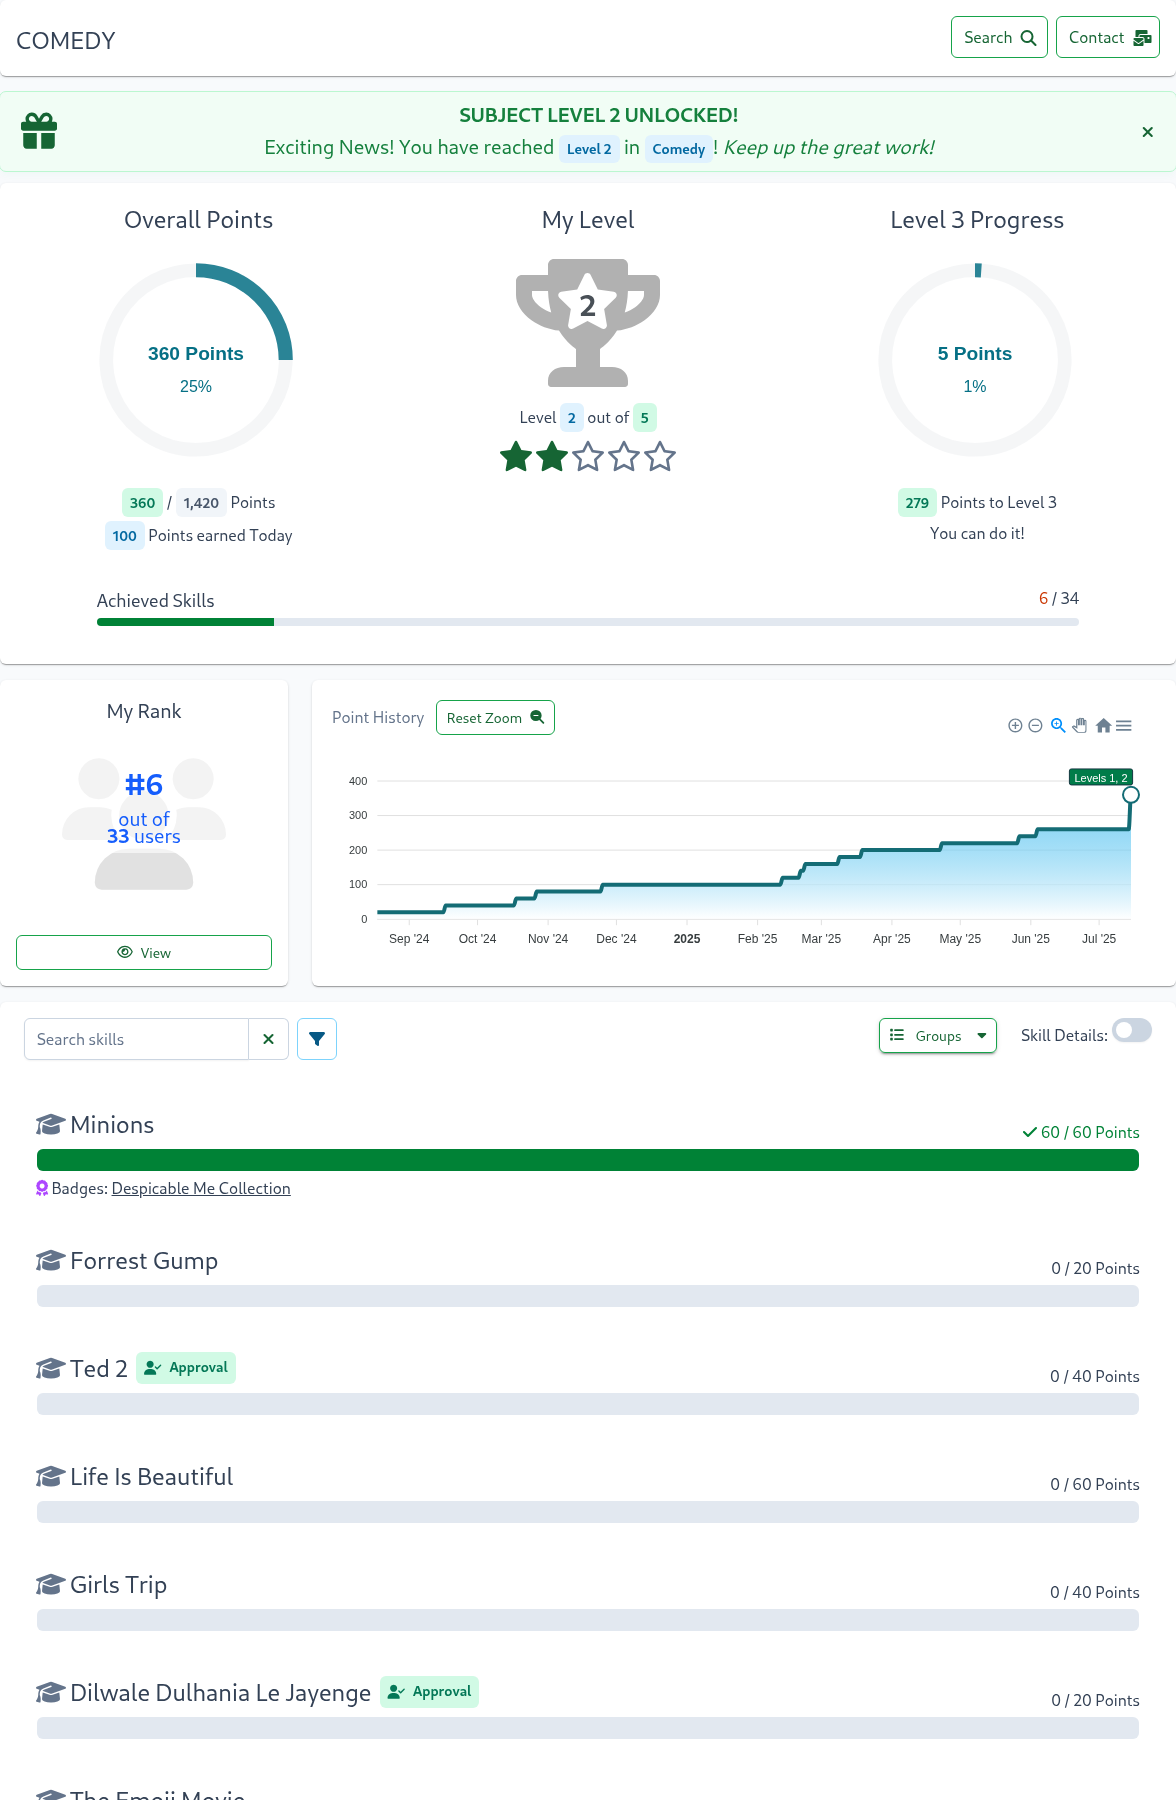 COMEDY
Search
Contact
SUBJECT LEVEL 2 UNLOCKED!
Exciting News! You have reached Level 2 in Comedy! Keep up the great work!
Overall Points
360 Points
25%
360 / 1,420 Points
100 Points earned Today
My Level
2
Level 2 out of 5
Level 3 Progress
5 Points
1%
279 Points to Level 3
You can do it!
Achieved Skills
6 / 34
My Rank
#6
out of
33 users
View
Point History
Reset Zoom
Levels 1, 2
400
300
200
100
0
Sep '24 Oct '24 Nov '24 Dec '24 2025 Feb '25 Mar '25 Apr '25 May '25 Jun '25 Jul '25
Search skills
Groups
Skill Details:
Minions
60 / 60 Points
Badges: Despicable Me Collection
Forrest Gump
0 / 20 Points
Ted 2 Approval
0 / 40 Points
Life Is Beautiful
0 / 60 Points
Girls Trip
0 / 40 Points
Dilwale Dulhania Le Jayenge Approval
0 / 20 Points
The Emoji Movie